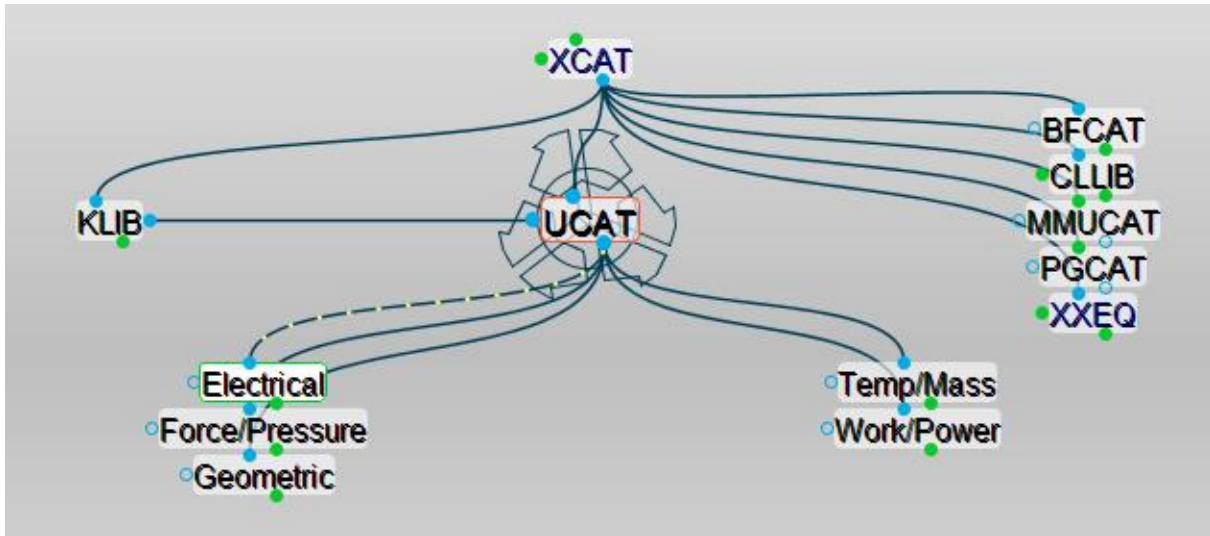 XCAT
BFCAT
CLLIB
KLIB
UCAT
MMUCAT
PGCAT
XXEQ
Electrical
Temp/Mass
Force/Pressure
Work/Power
Geometric